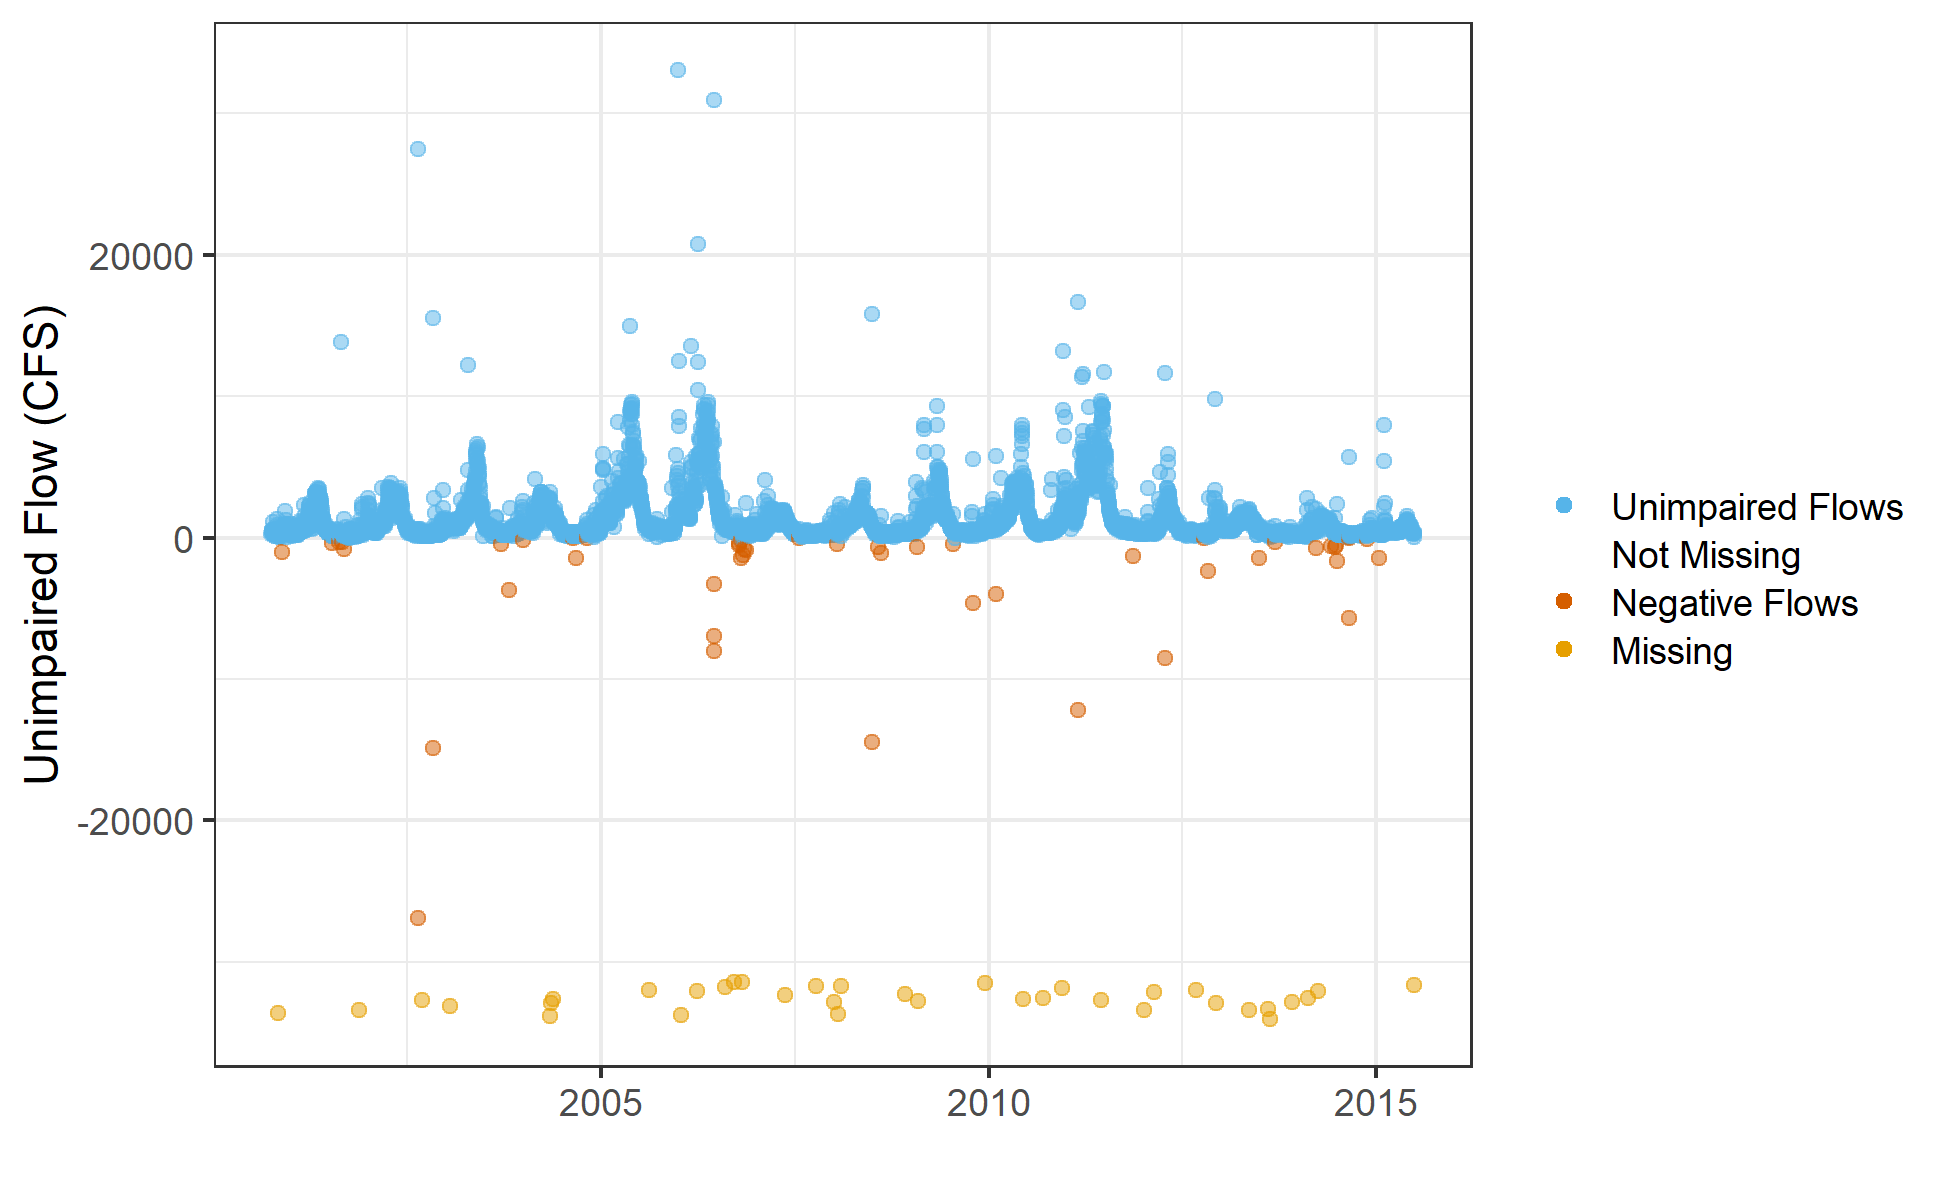 Unimpaired Flow (CFS)
20000
0
-20000
2005
2010
2015
Unimpaired Flows
Not Missing
Negative Flows
Missing